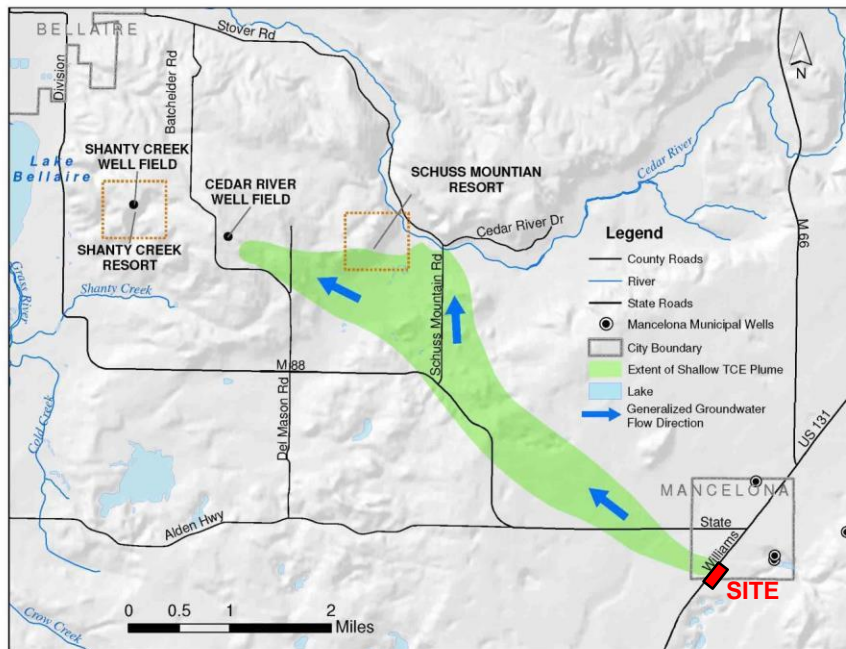 BELLAIRE
Stover Rd
Division
Batchelder Rd
N
SHANTY CREEK
WELL FIELD
Lake
Bellaire
CEDAR RIVER
WELL FIELD
SCHUSS MOUNTIAN
RESORT
Cedar River
M 66
SHANTY CREEK
RESORT
Cedar River Dr
Grass River
Shanty Creek
Schuss Mountain Rd
Legend
County Roads
River
State Roads
Mancelona Municipal Wells
City Boundary
Extent of Shallow TCE Plume
Lake
Generalized Groundwater
Flow Direction
M 88
Del Mason Rd
Cold Creek
US 131
MANCELONA
Alden Hwy
State
Williams
SITE
Crow Creek
0 0.5 1 2
Miles